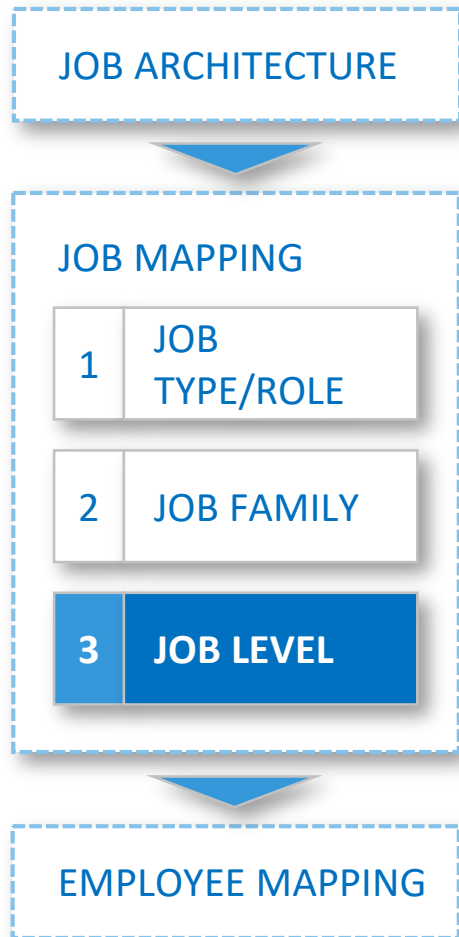 JOB ARCHITECTURE
JOB MAPPING
1
JOB
TYPE/ROLE
2
JOB FAMILY
3
JOB LEVEL
EMPLOYEE MAPPING